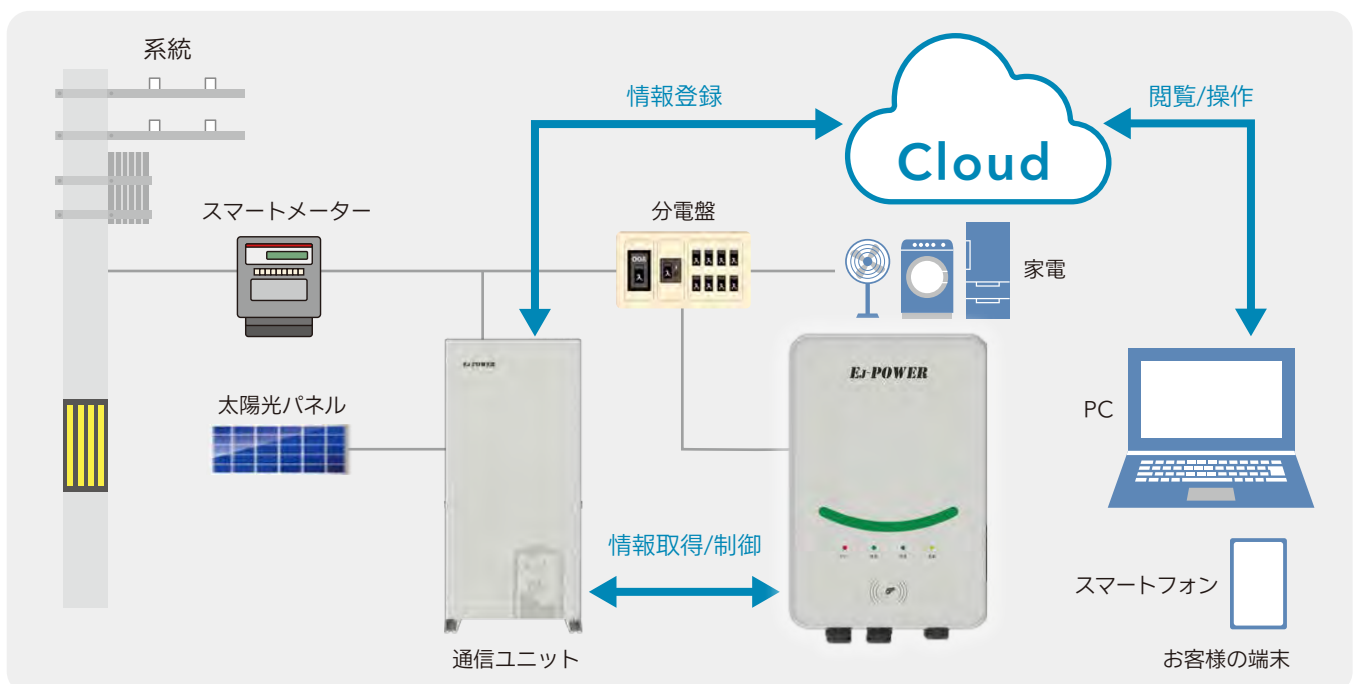 系統
情報登録
閲覧/操作
Cloud
スマートメーター
分電盤
家電
EJ-POWER
EJ-POWER
太陽光パネル
PC
情報取得/制御
スマートフォン
通信ユニット
お客様の端末